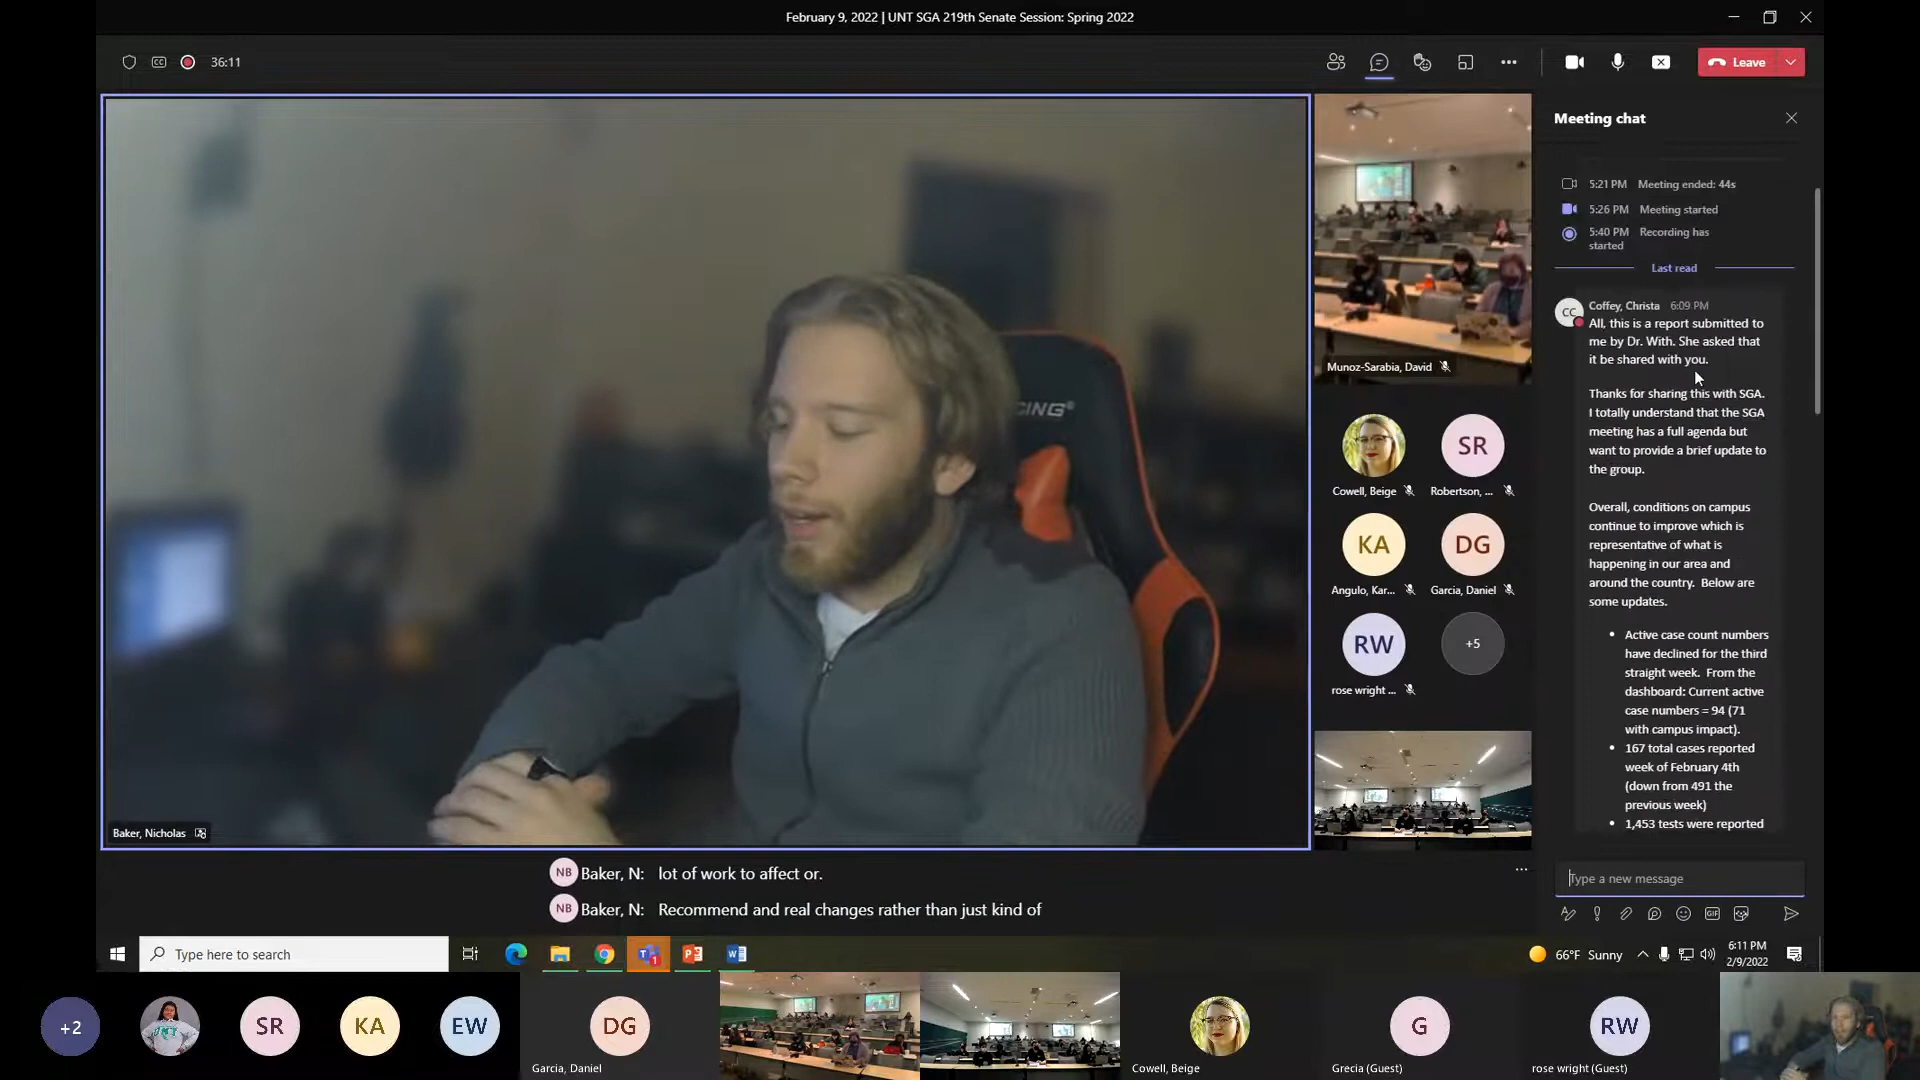 February 9, 2022 | UNT SGA 219th Senate Session: Spring 2022
CC
36:11
Leave
CING
Baker, Nicholas
Munoz-Sarabia, David
Cowell, Beige
SR
Robertson, ...
KA
Angulo, Kar...
DG
Garcia, Daniel
RW
rose wright ...
+5
Meeting chat
5:21 PM Meeting ended: 44s
5:26 PM Meeting started
5:40 PM Recording has
started
Last read
CC
Coffey, Christa 6:09 PM
All, this is a report submitted to
me by Dr. With. She asked that
it be shared with you.
Thanks for sharing this with SGA.
I totally understand that the SGA
meeting has a full agenda but
want to provide a brief update to
the group.
Overall, conditions on campus
continue to improve which is
representative of what is
happening in our area and
around the country. Below are
some updates.
• Active case count numbers
have declined for the third
straight week. From the
dashboard: Current active
case numbers = 94 (71
with campus impact).
• 167 total cases reported
week of February 4th
(down from 491 the
previous week)
• 1,453 tests were reported
Type a new message
GIF
NB Baker, N: lot of work to affect or.
NB Baker, N: Recommend and real changes rather than just kind of
Type here to search
1
66°F Sunny
6:11 PM
2/9/2022
+2
UNT
SR
KA
EW
DG
Garcia, Daniel
Cowell, Beige
G
Grecia (Guest)
RW
rose wright (Guest)